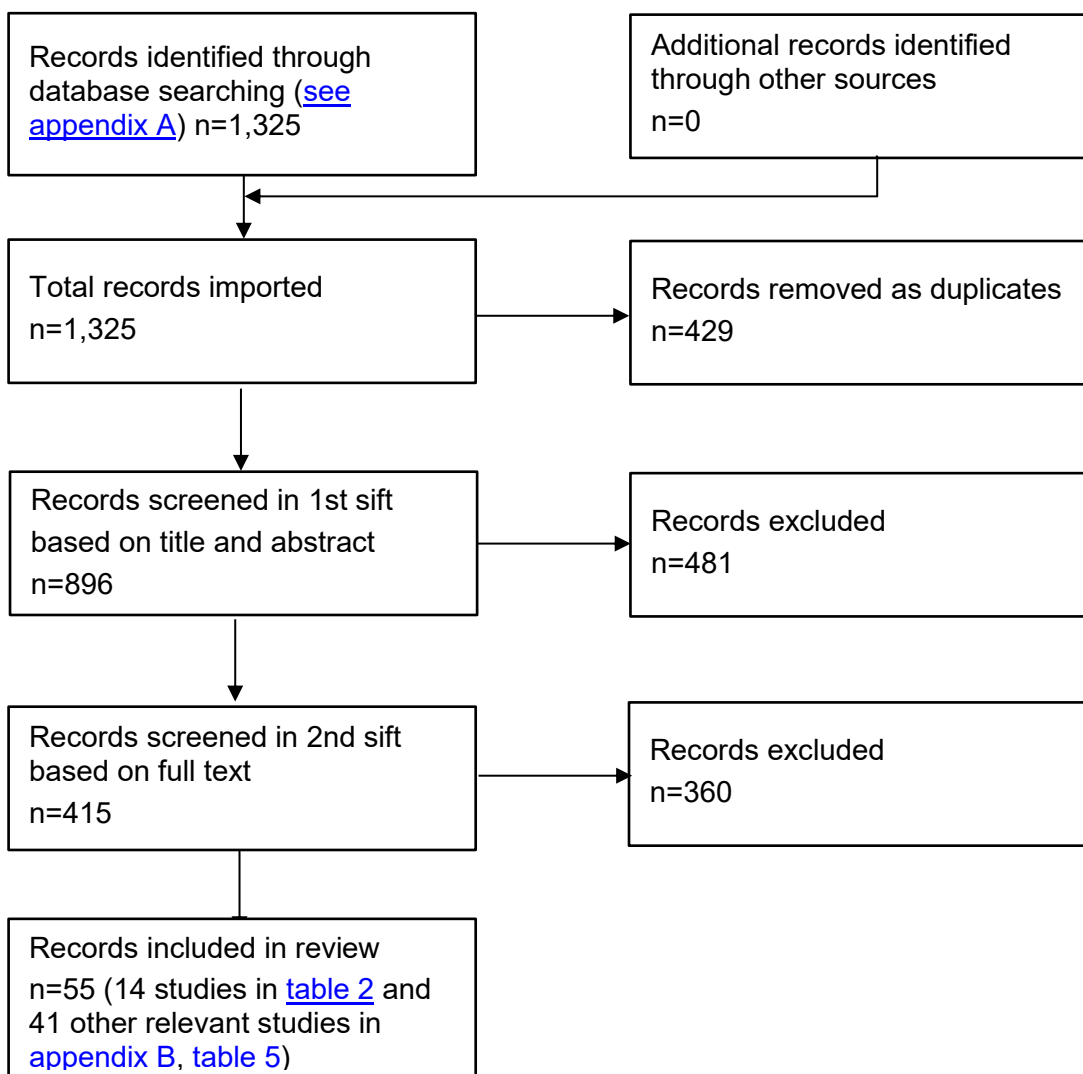 Records identified through
database searching (see
appendix A) n=1,325
Additional records identified
through other sources
n=0
Total records imported
n=1,325
Records removed as duplicates
n=429
Records screened in 1st sift
based on title and abstract
n=896
Records excluded
n=481
Records screened in 2nd sift
based on full text
n=415
Records excluded
n=360
Records included in review
n=55 (14 studies in table 2 and
41 other relevant studies in
appendix B, table 5)